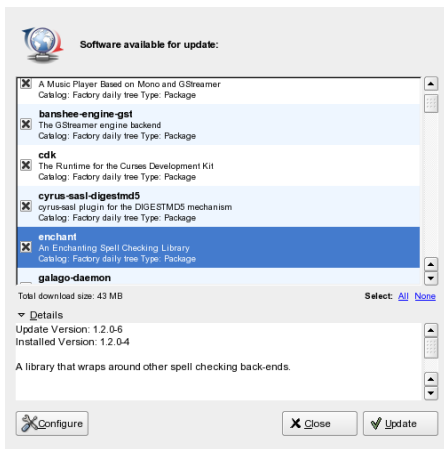 Software available for update:
A Music Player Based on Mono and GStreamer
Catalog: Factory daily tree Type: Package
banshee-engine-gst
The GStreamer engine backend
Catalog: Factory daily tree Type: Package
cdk
The Runtime for the Curses Development Kit
Catalog: Factory daily tree Type: Package
cyrus-sasl-digestmd5
cyrus-sasl plugin for the DIGESTMD5 mechanism
Catalog: Factory daily tree Type: Package
enchant
An Enchanting Spell Checking Library
Catalog: Factory daily tree Type: Package
galago-daemon
Total download size: 43 MB
Select: All None
Details
Update Version: 1.2.0-6
Installed Version: 1.2.0-4
A library that wraps around other spell checking back-ends.
Configure
Close
Update